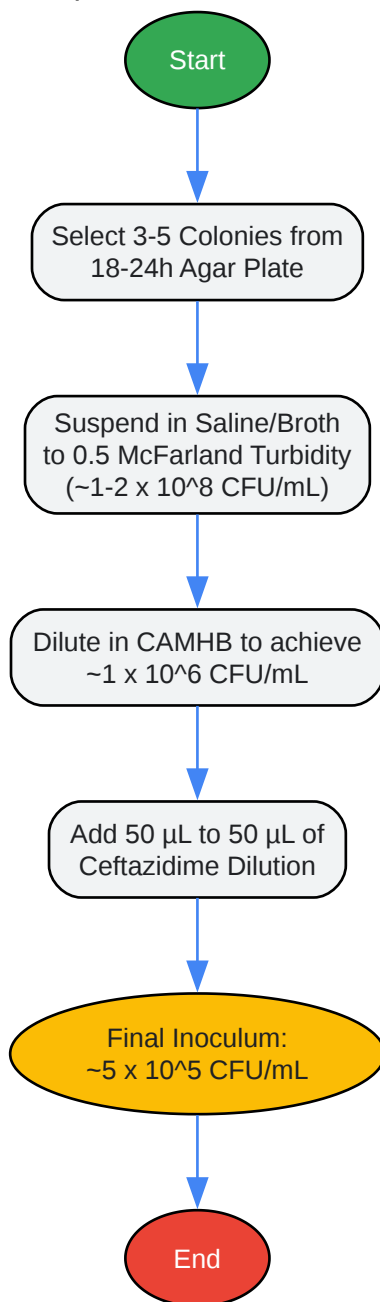 Start
Select 3-5 Colonies from
18-24h Agar Plate
Suspend in Saline/Broth
to 0.5 McFarland Turbidity
(~1-2 x 10^8 CFU/mL)
Dilute in CAMHB to achieve
~1 x 10^6 CFU/mL
Add 50 µL to 50 µL of
Ceftazidime Dilution
Final Inoculum:
~5 x 10^5 CFU/mL
End